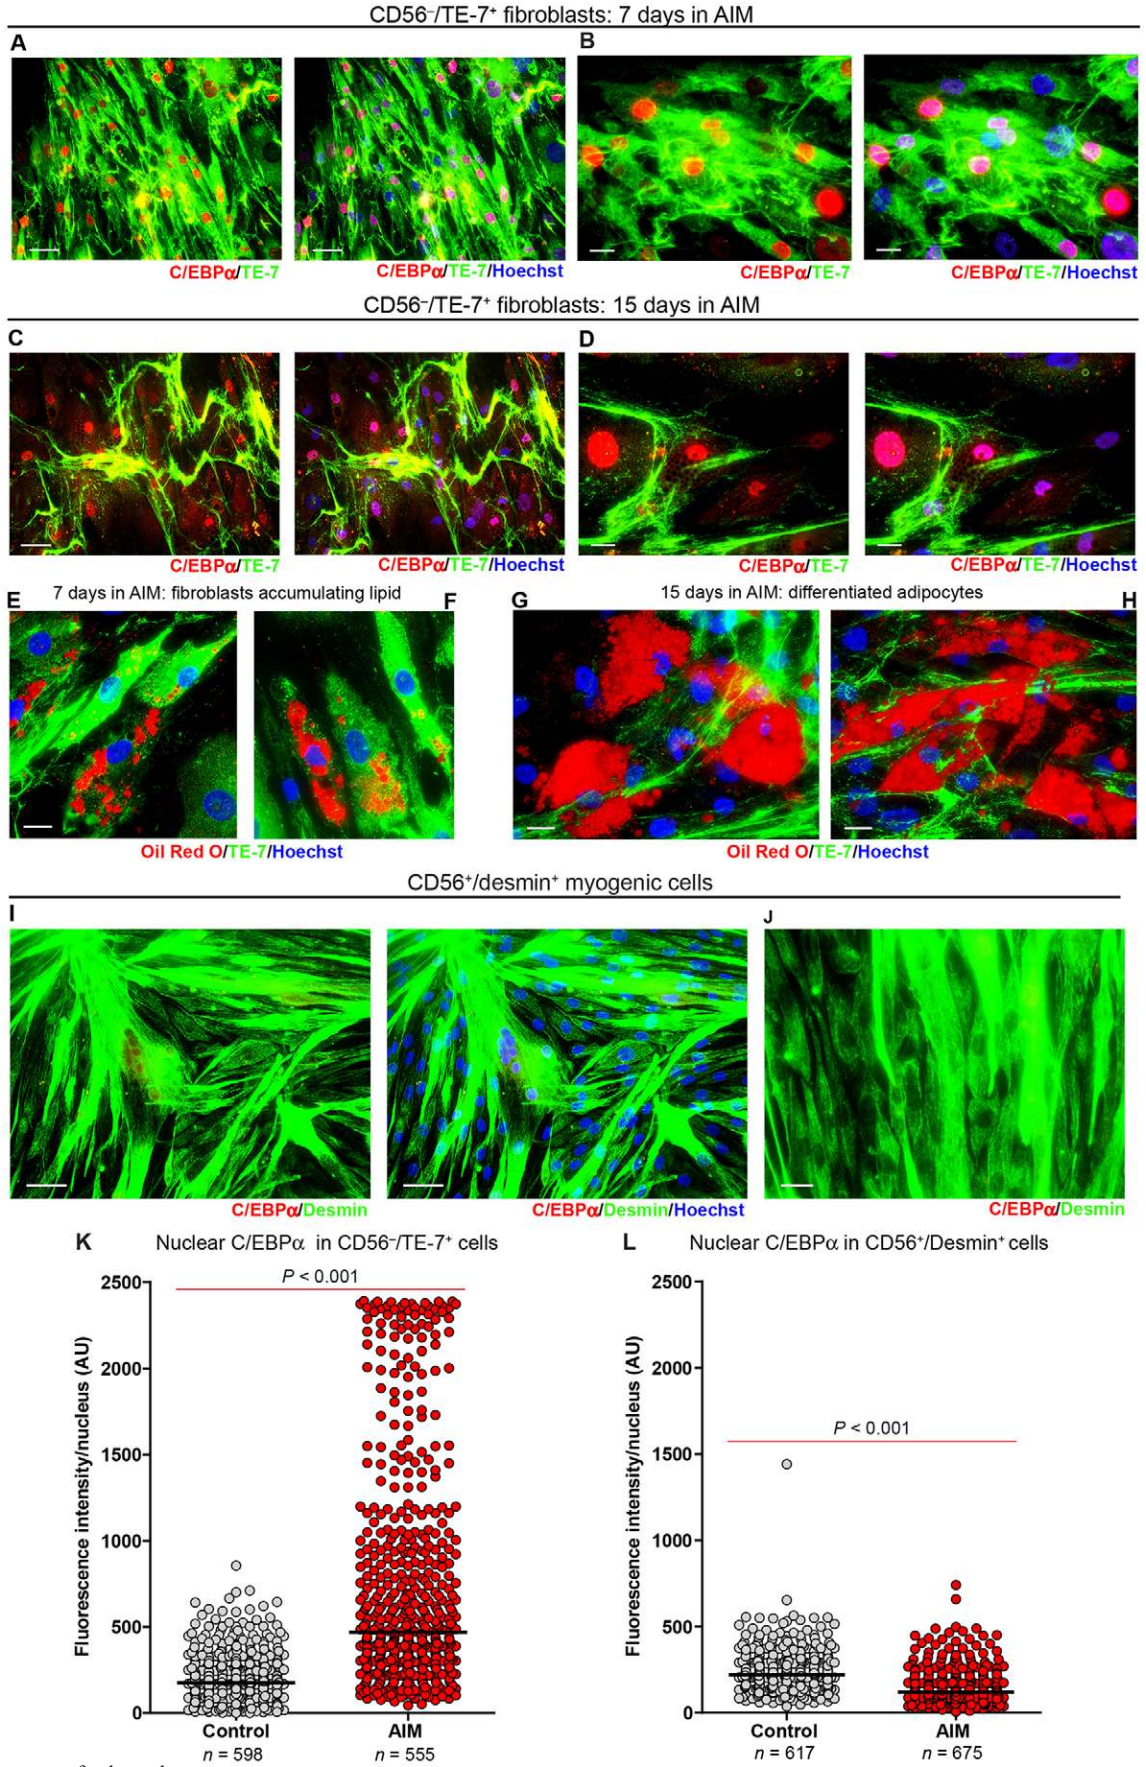 CD56⁻/TE-7⁺ fibroblasts: 7 days in AIM
A
B
C/EBPα/TE-7
C/EBPα/TE-7/Hoechst
C/EBPα/TE-7
C/EBPα/TE-7/Hoechst
CD56⁻/TE-7⁺ fibroblasts: 15 days in AIM
C
D
C/EBPα/TE-7
C/EBPα/TE-7/Hoechst
C/EBPα/TE-7
C/EBPα/TE-7/Hoechst
E
7 days in AIM: fibroblasts accumulating lipid
F
G
15 days in AIM: differentiated adipocytes
H
Oil Red O/TE-7/Hoechst
Oil Red O/TE-7/Hoechst
CD56⁺/desmin⁺ myogenic cells
I
J
C/EBPα/Desmin
C/EBPα/Desmin/Hoechst
C/EBPα/Desmin
K
Nuclear C/EBPα in CD56⁻/TE-7⁺ cells
P < 0.001
Fluorescence intensity/nucleus (AU)
2500
2000
1500
1000
500
0
Control
AIM
n = 598
n = 555
L
Nuclear C/EBPα in CD56⁺/Desmin⁺ cells
P < 0.001
Fluorescence intensity/nucleus (AU)
2500
2000
1500
1000
500
0
Control
AIM
n = 617
n = 675